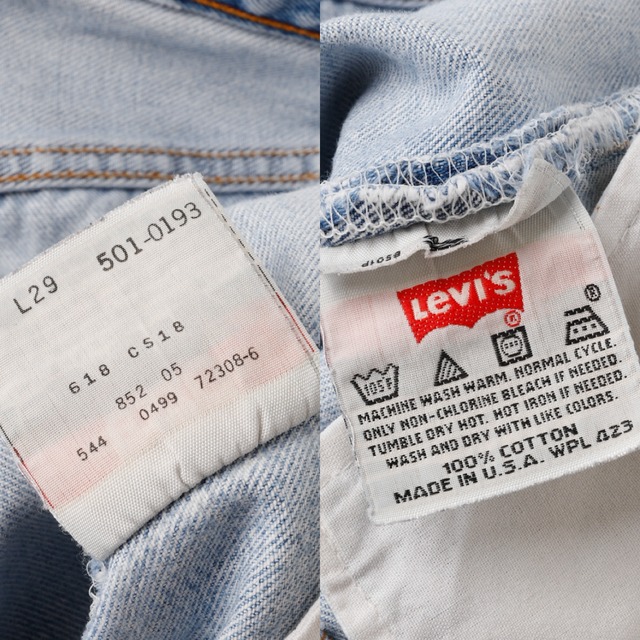 L29 501-0193
618 C518
852 05
544 0499 72308-6
LEVI'S
®
®
105F
MACHINE WASH WARM. NORMAL CYCLE.
ONLY NON-CHLORINE BLEACH IF NEEDED.
TUMBLE DRY HOT. HOT IRON IF NEEDED.
WASH AND DRY WITH LIKE COLORS.
100% COTTON
MADE IN U.S.A. WPL 423